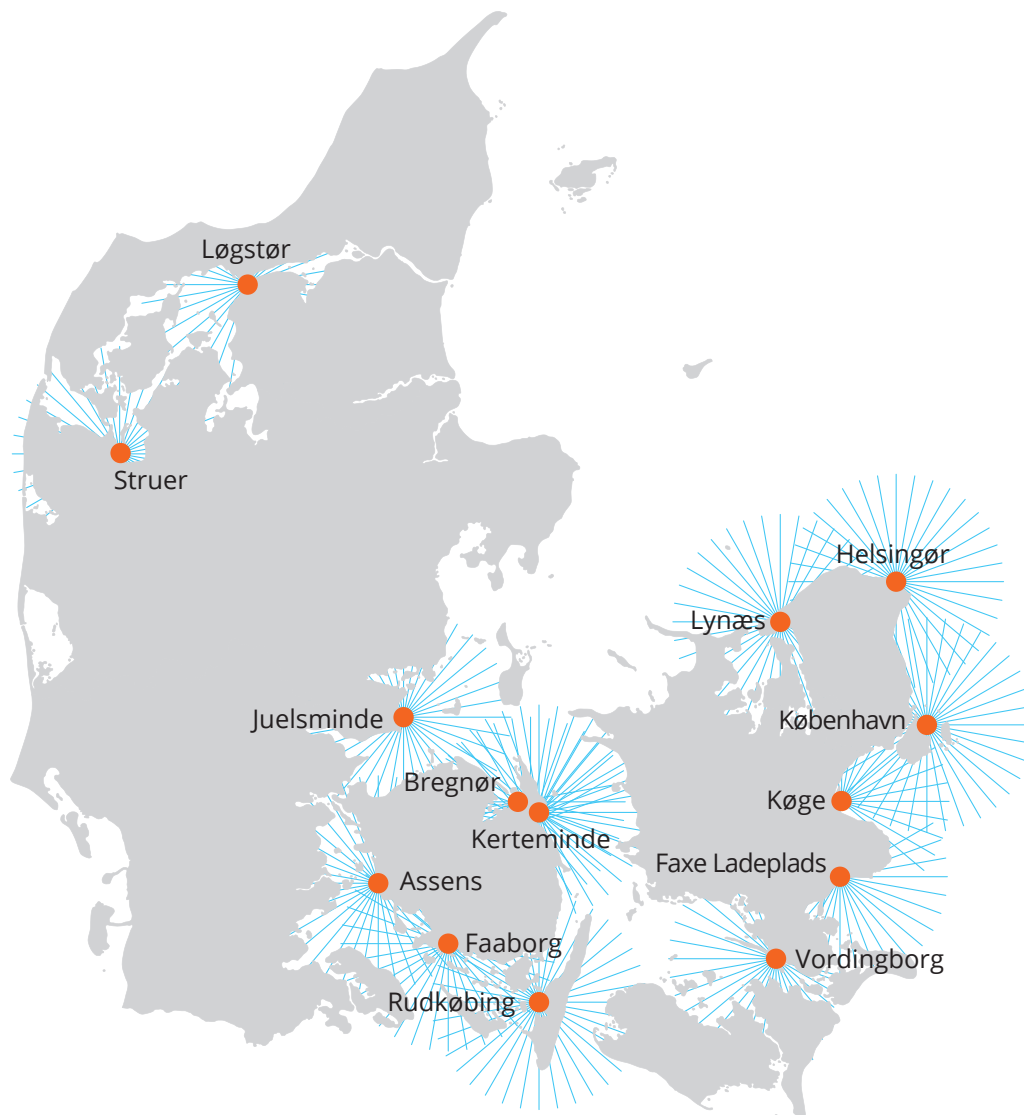 Løgstør
Struer
Helsingør
Lynæs
Juelsminde
København
Bregnør
Køge
Kerteminde
Faxe Ladeplads
Assens
Faaborg
Vordingborg
Rudkøbing